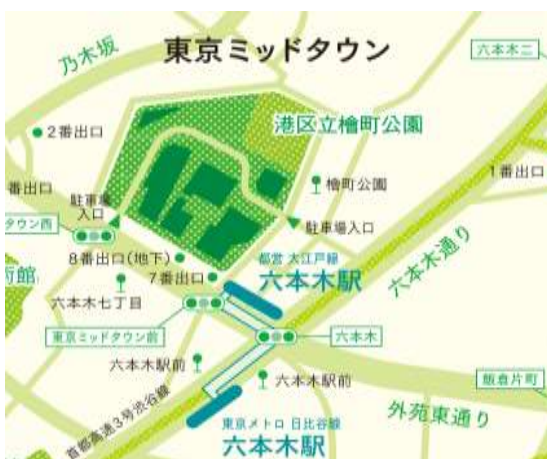 東京ミッドタウン
乃木坂
六本木二
港区立檜町公園
2番出口
1番出口
番出口
檜町公園
駐車場
入口
駐車場入口
タウン西
8番出口(地下)
7番出口
都営 大江戸線
六本木駅
六本木通り
術館
六本木七丁目
東京ミッドタウン前
六本木
六本木駅前
六本木駅前
飯倉片町
首都高速3号渋谷線
外苑東通り
東京メトロ 日比谷線
六本木駅